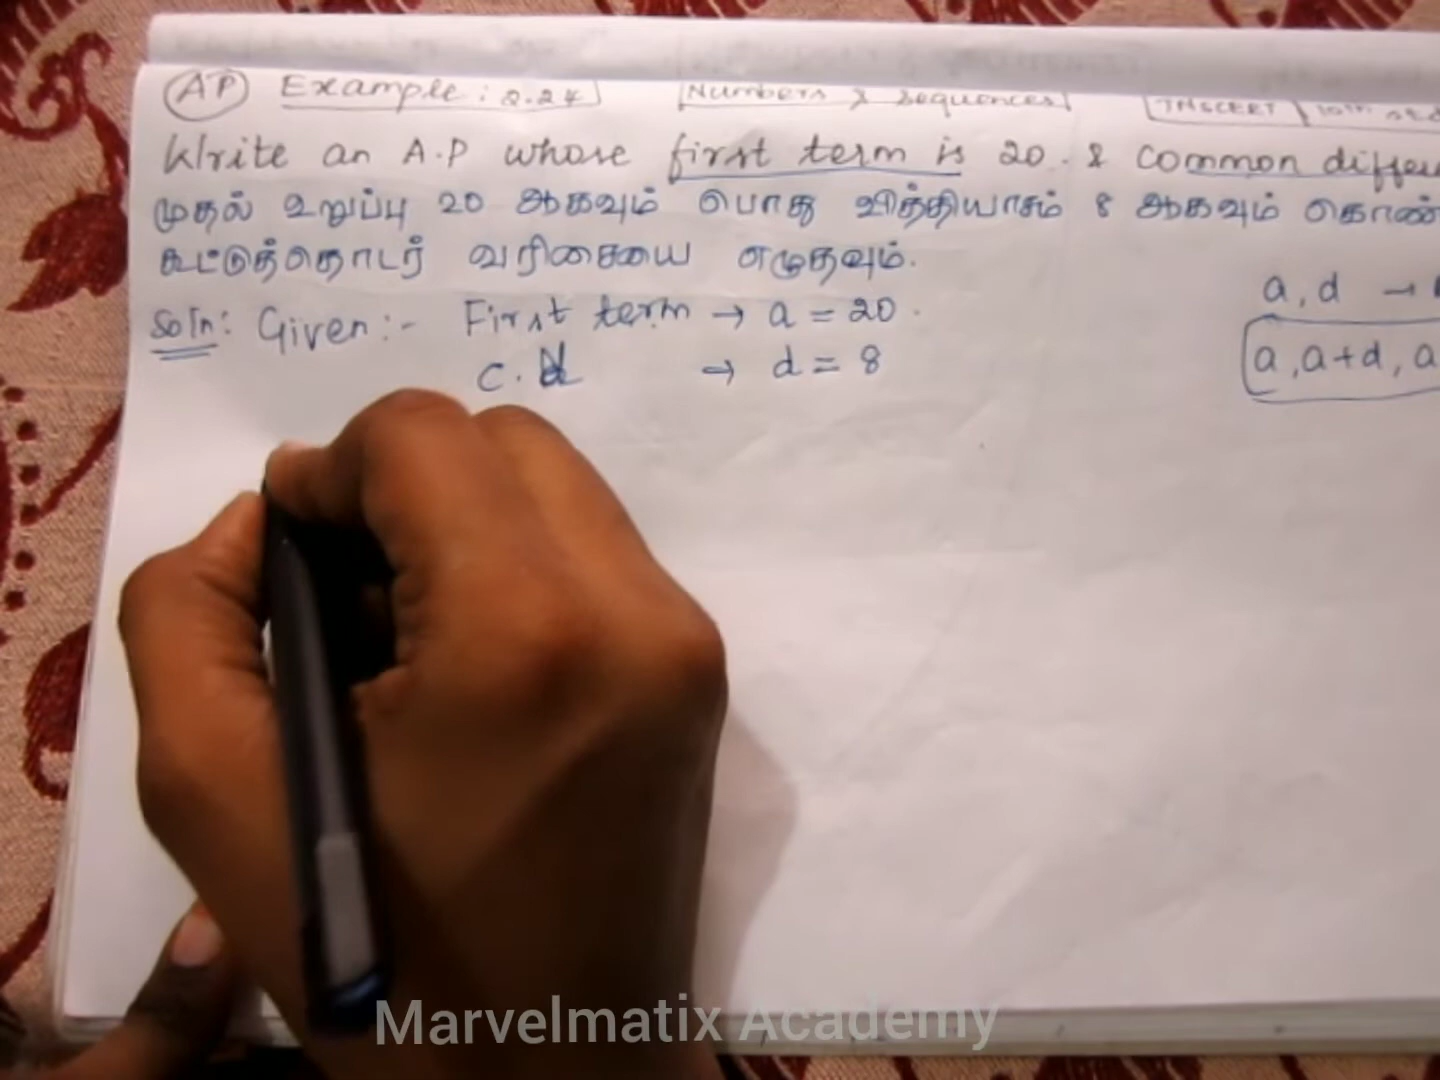 AP Example : 2.24 Numbers & Sequences TNSCERT 10th
Write an A.P whose first term is 20. & Common
முதல் உறுப்பு 20 ஆகவும் பொது வித்தியாசம் 8 ஆகவும்
கூட்டுத்தொடர் வரிசையை எழுதவும்.
Soln: Given:- First term → a = 20.
C. d → d = 8
a, d →
a, a+d, a
Marvelmatix Academy